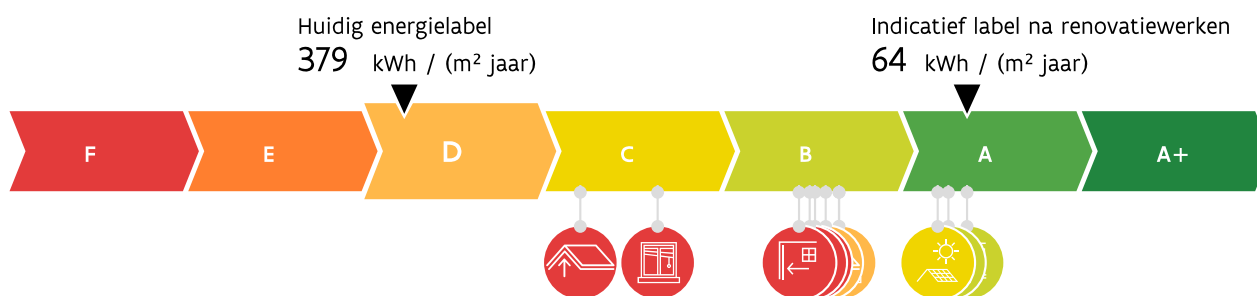 Huidig energielabel
379 kWh / (m² jaar)
Indicatief label na renovatiewerken
64 kWh / (m² jaar)
F E D C B A A+